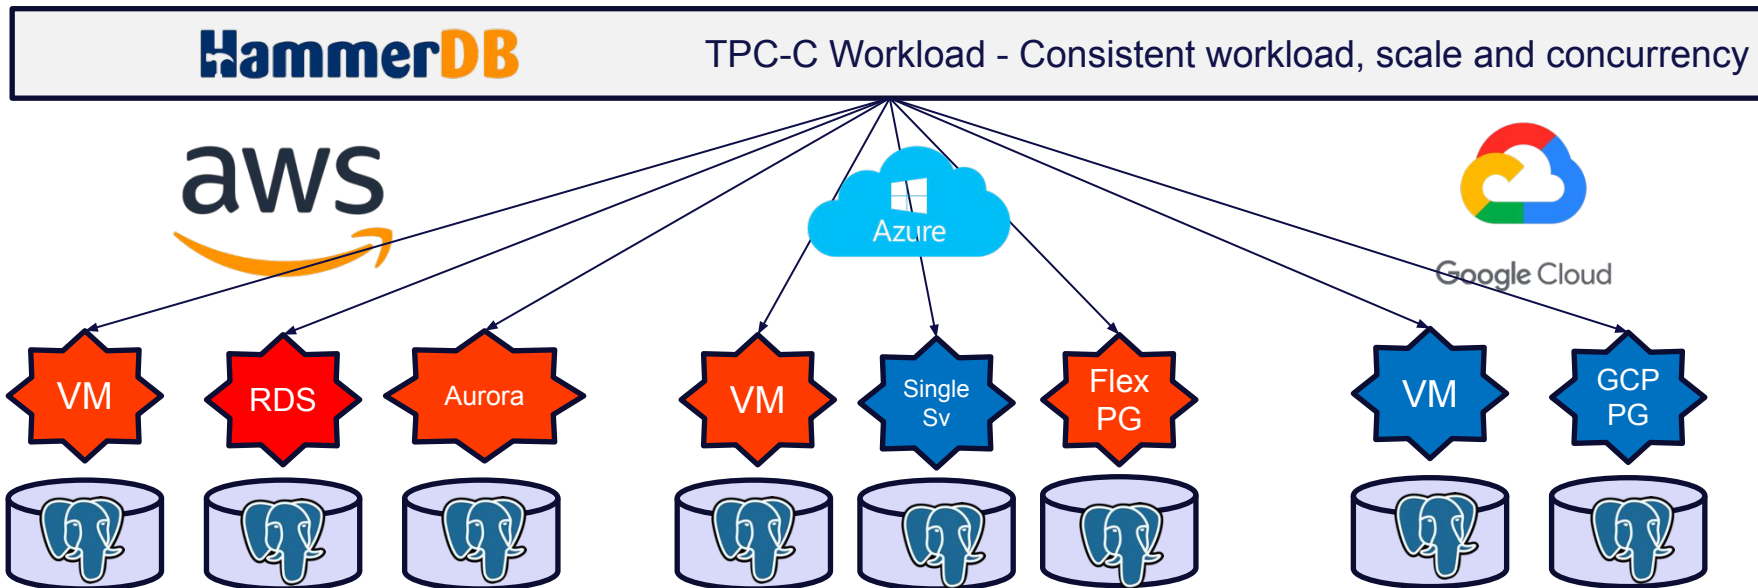 HammerDB TPC-C Workload - Consistent workload, scale and concurrency
aws
Azure
Google Cloud
VM
RDS
Aurora
VM
Single
Sv
Flex
PG
VM
GCP
PG